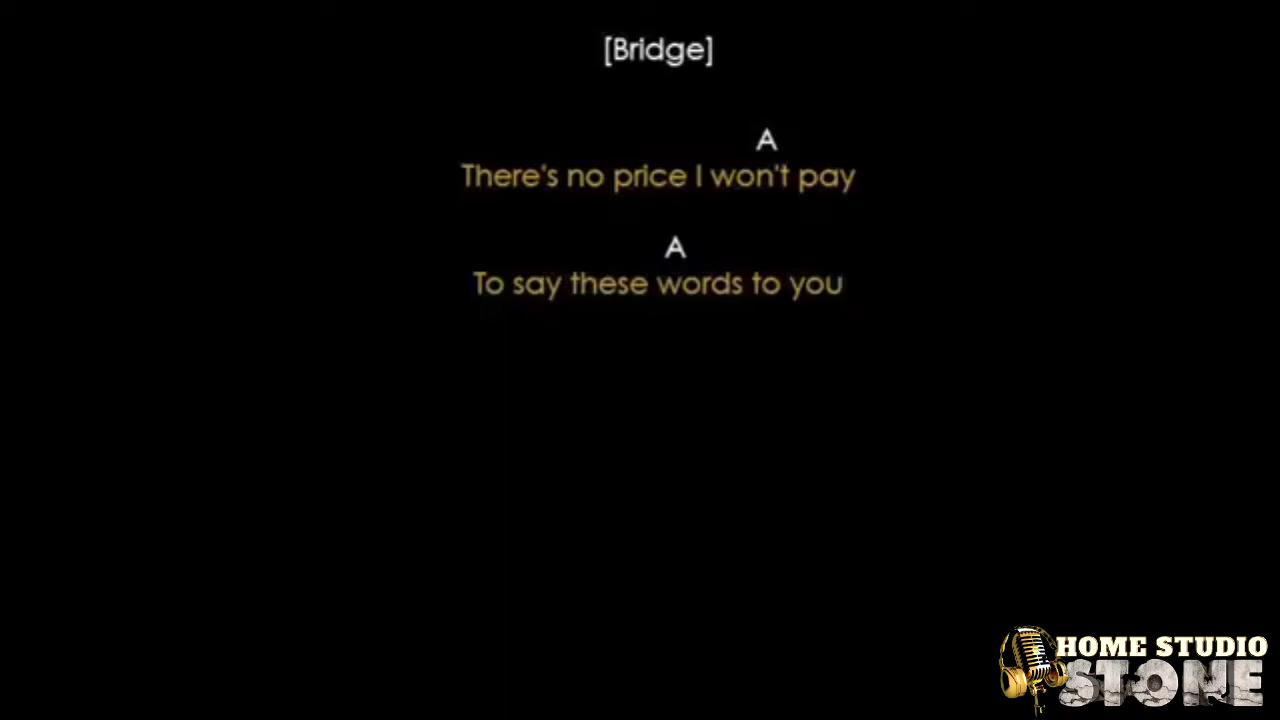 [Bridge]
A
There's no price I won't pay
A
To say these words to you
HOME STUDIO
STONE